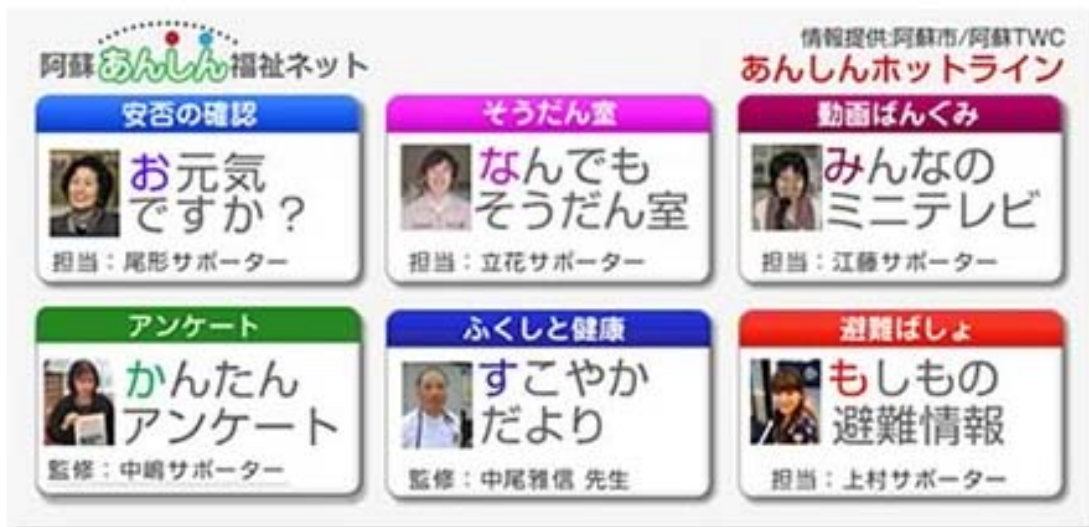 阿蘇あんしん福祉ネット
情報提供:阿蘇市/阿蘇TWC
あんしんホットライン
安否の確認
お元気
ですか？
担当：尾形サポーター
そうだん室
なんでも
そうだん室
担当：立花サポーター
動画ばんくみ
みんなの
ミニテレビ
担当：江藤サポーター
アンケート
かんたん
アンケート
監修：中嶋サポーター
ふくしと健康
すこやか
だより
監修：中尾雅信 先生
避難ばしょ
もしもの
避難情報
担当：上村サポーター